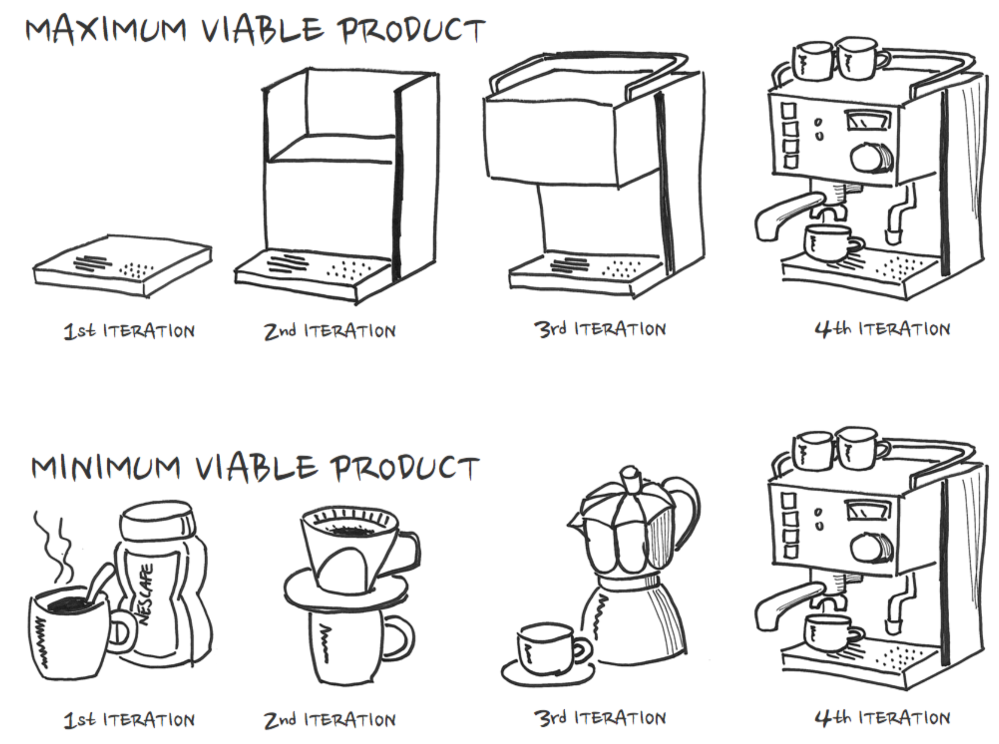 MAXIMUM VIABLE PRODUCT
1st ITERATION
2nd ITERATION
3rd ITERATION
4th ITERATION
MINIMUM VIABLE PRODUCT
NESCAFE
1st ITERATION
2nd ITERATION
3rd ITERATION
4th ITERATION